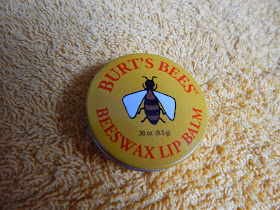 BURT'S BEES
.30 oz. (8.5 g)
BEESWAX LIP BALM